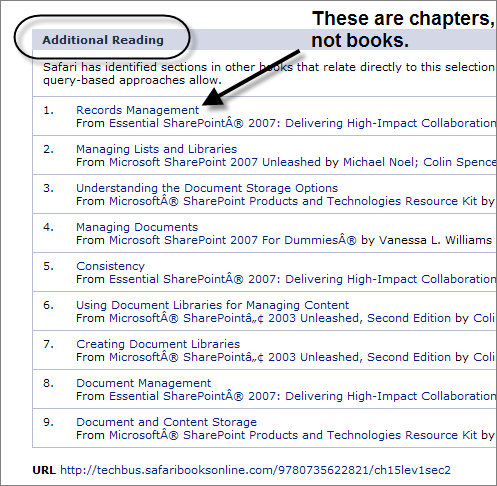 These are chapters,
not books.
Additional Reading
Safari has identified sections in other books that relate directly to this selection
query-based approaches allow.
1. Records Management
From Essential SharePointÂ® 2007: Delivering High-Impact Collaboration
2. Managing Lists and Libraries
From Microsoft SharePoint 2007 Unleashed by Michael Noel; Colin Spence
3. Understanding the Document Storage Options
From MicrosoftÂ® SharePoint Products and Technologies Resource Kit by
4. Managing Documents
From Microsoft SharePoint 2007 For DummiesÂ® by Vanessa L. Williams
5. Consistency
From Essential SharePointÂ® 2007: Delivering High-Impact Collaboration
6. Using Document Libraries for Managing Content
From MicrosoftÂ® SharePointâ„¢ 2003 Unleashed, Second Edition by Coli
7. Creating Document Libraries
From MicrosoftÂ® SharePointâ„¢ 2003 Unleashed, Second Edition by Coli
8. Document Management
From Essential SharePointÂ® 2007: Delivering High-Impact Collaboration
9. Document and Content Storage
From MicrosoftÂ® SharePoint Products and Technologies Resource Kit by
URL http://techbus.safaribooksonline.com/9780735622821/ch15lev1sec2